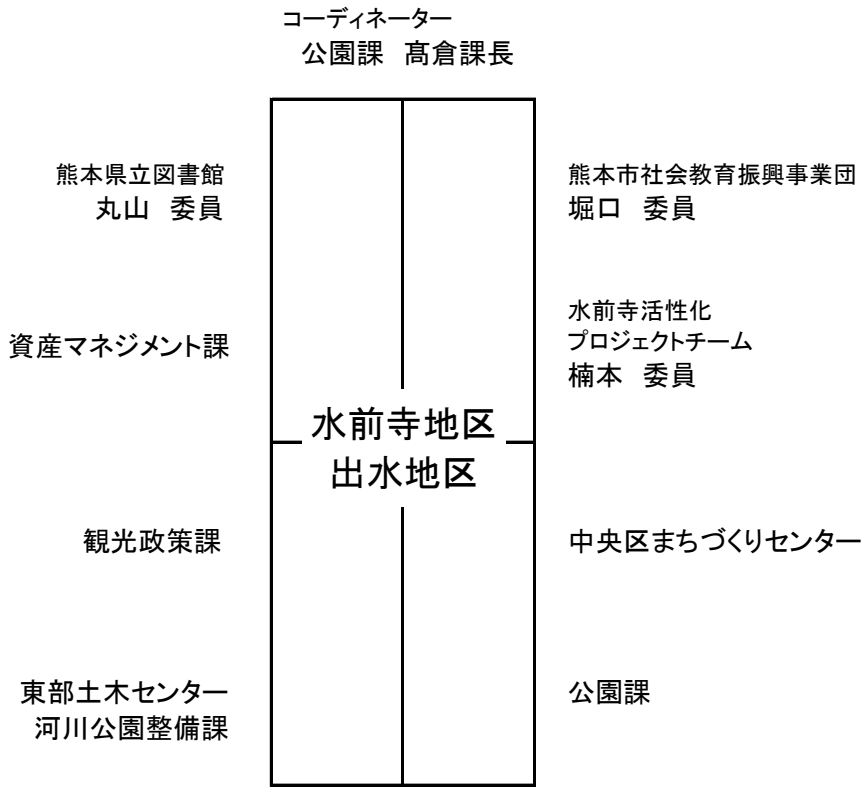 コーディネーター
公園課　髙倉課長
熊本県立図書館
丸山　委員
熊本市社会教育振興事業団
堀口　委員
資産マネジメント課
水前寺活性化
プロジェクトチーム
楠本　委員
水前寺地区
出水地区
観光政策課
中央区まちづくりセンター
東部土木センター
河川公園整備課
公園課